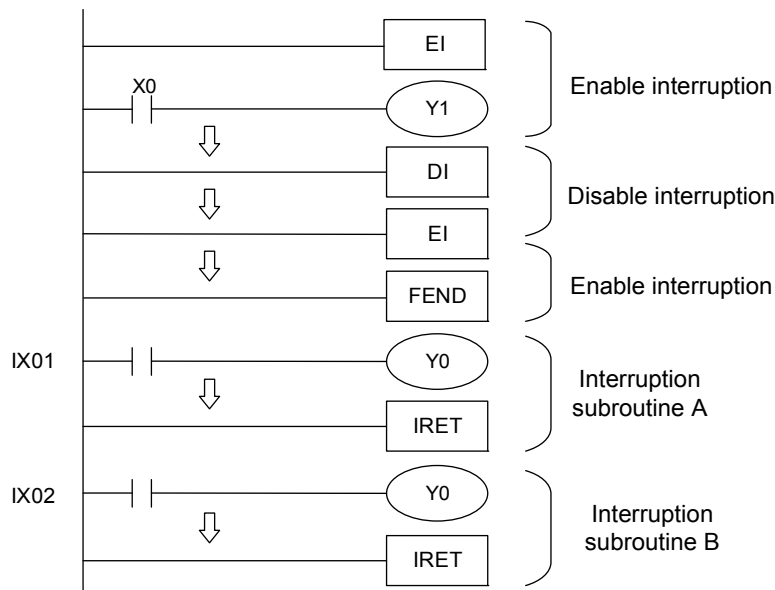 EI
X0
Y1
Enable interruption
DI
Disable interruption
EI
FEND
Enable interruption
IX01
Y0
Interruption
subroutine A
IRET
IX02
Y0
Interruption
subroutine B
IRET